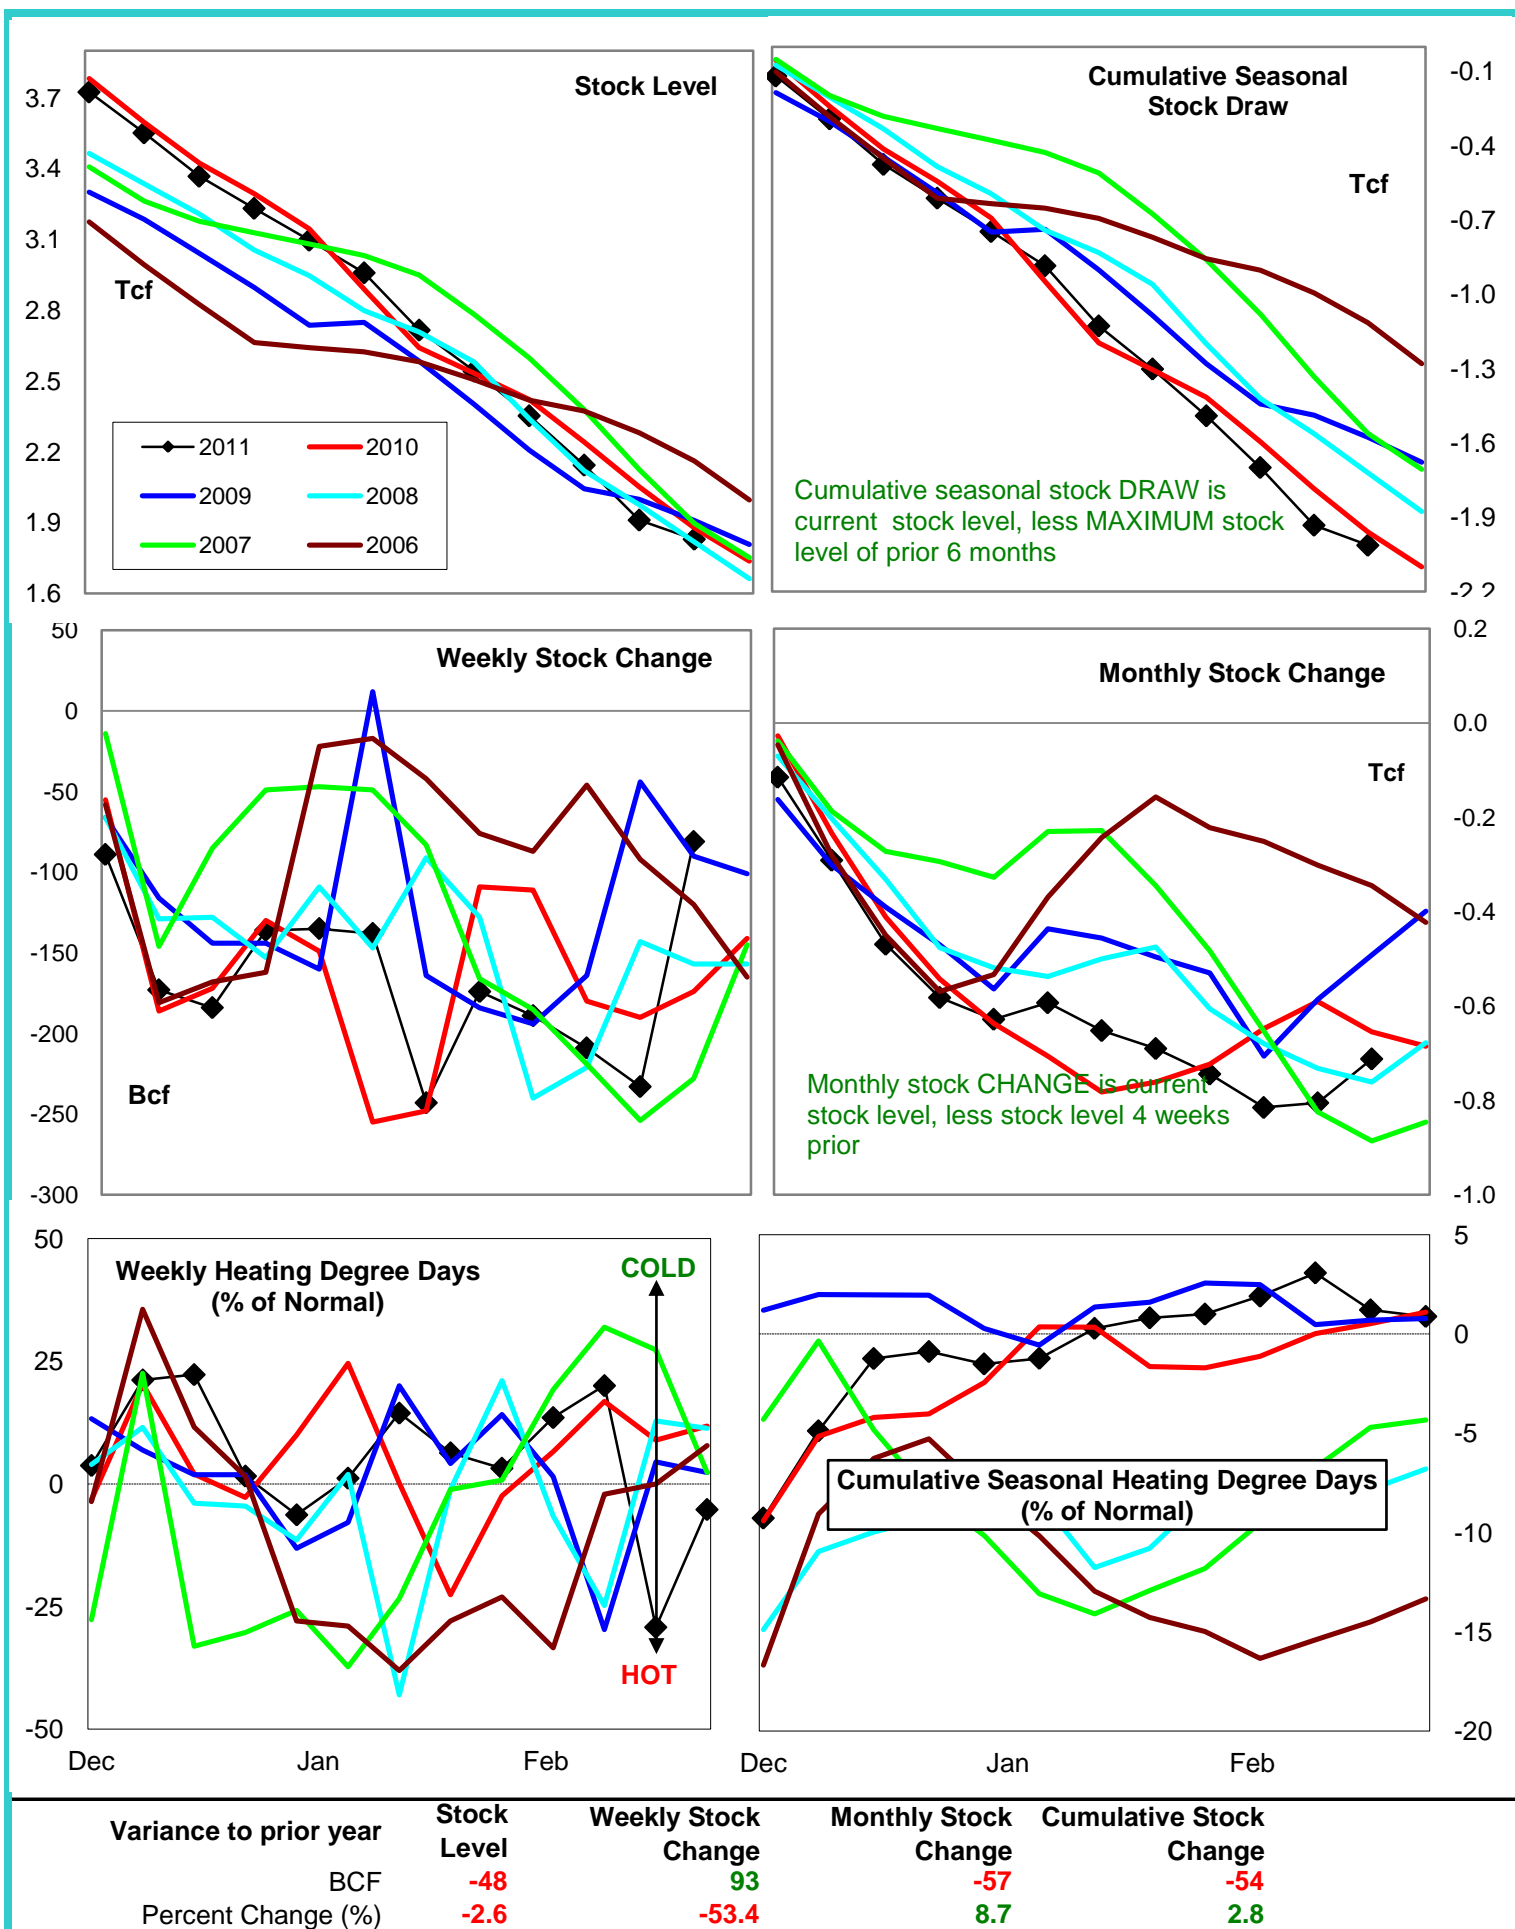 Stock Level
3.7
3.4
3.1
2.8
2.5
2.2
1.9
1.6
Tcf
2011 2010
2009 2008
2007 2006
Cumulative Seasonal
Stock Draw
Tcf
-0.1
-0.4
-0.7
-1.0
-1.3
-1.6
-1.9
-2.2
Cumulative seasonal stock DRAW is
current stock level, less MAXIMUM stock
level of prior 6 months
Weekly Stock Change
50
0
-50
-100
-150
-200
-250
-300
Bcf
Monthly Stock Change
Tcf
0.2
0.0
-0.2
-0.4
-0.6
-0.8
-1.0
Monthly stock CHANGE is current
stock level, less stock level 4 weeks
prior
Weekly Heating Degree Days
(% of Normal)
COLD
HOT
50
25
0
-25
-50
Dec Jan Feb
Cumulative Seasonal Heating Degree Days
(% of Normal)
5
0
-5
-10
-15
-20
Dec Jan Feb
Variance to prior year Stock Level Weekly Stock Change Monthly Stock Change Cumulative Stock Change
BCF -48 93 -57 -54
Percent Change (%) -2.6 -53.4 8.7 2.8